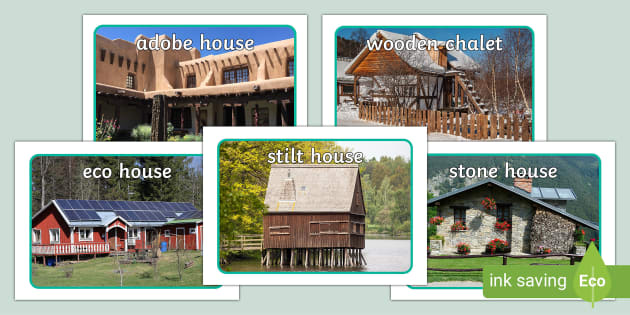 adobe house
wooden chalet
eco house
stilt house
stone house
ink saving
Eco